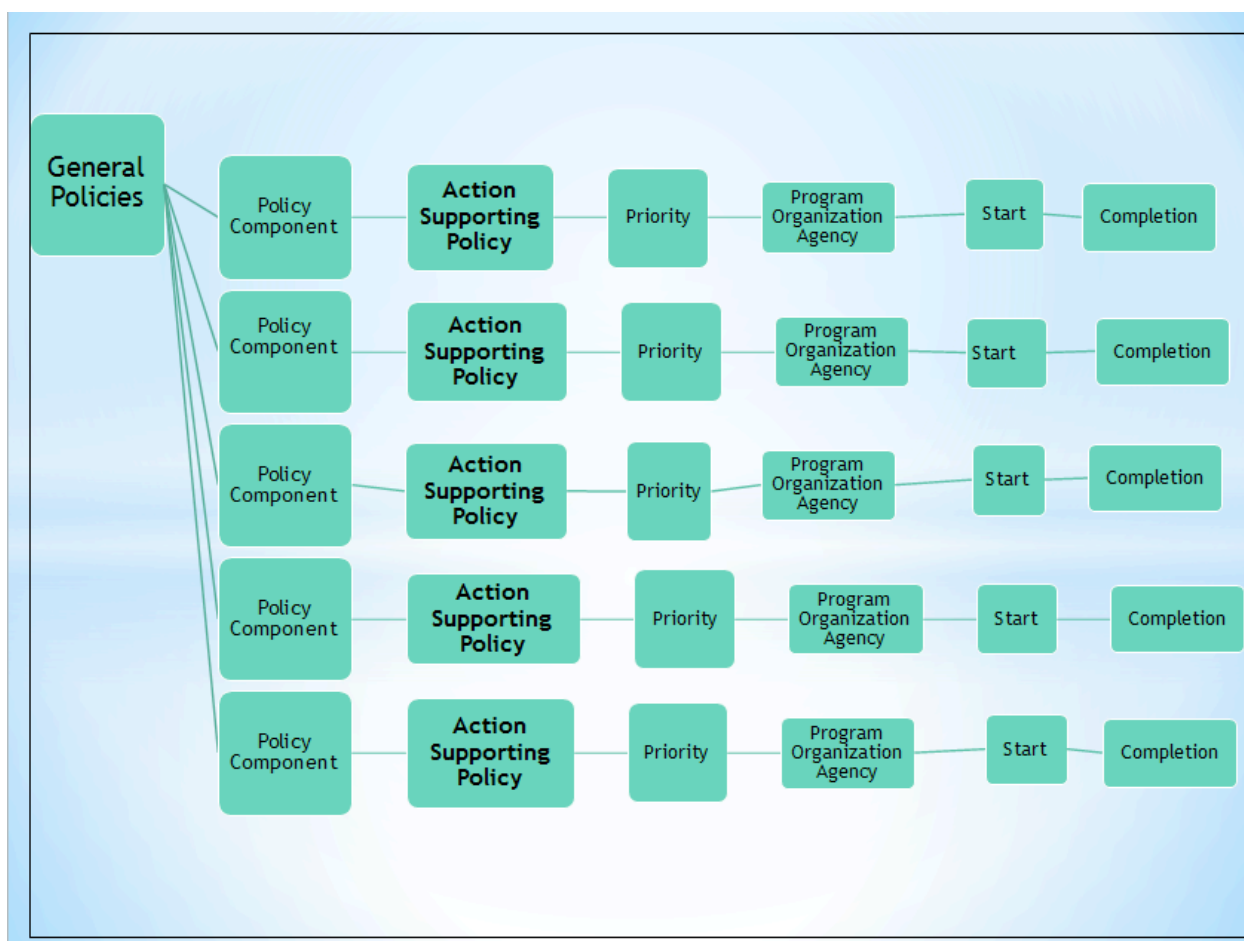 General
Policies
Policy
Component
Action
Supporting
Policy
Priority
Program
Organization
Agency
Start
Completion
Policy
Component
Action
Supporting
Policy
Priority
Program
Organization
Agency
Start
Completion
Policy
Component
Action
Supporting
Policy
Priority
Program
Organization
Agency
Start
Completion
Policy
Component
Action
Supporting
Policy
Priority
Program
Organization
Agency
Start
Completion
Policy
Component
Action
Supporting
Policy
Priority
Program
Organization
Agency
Start
Completion